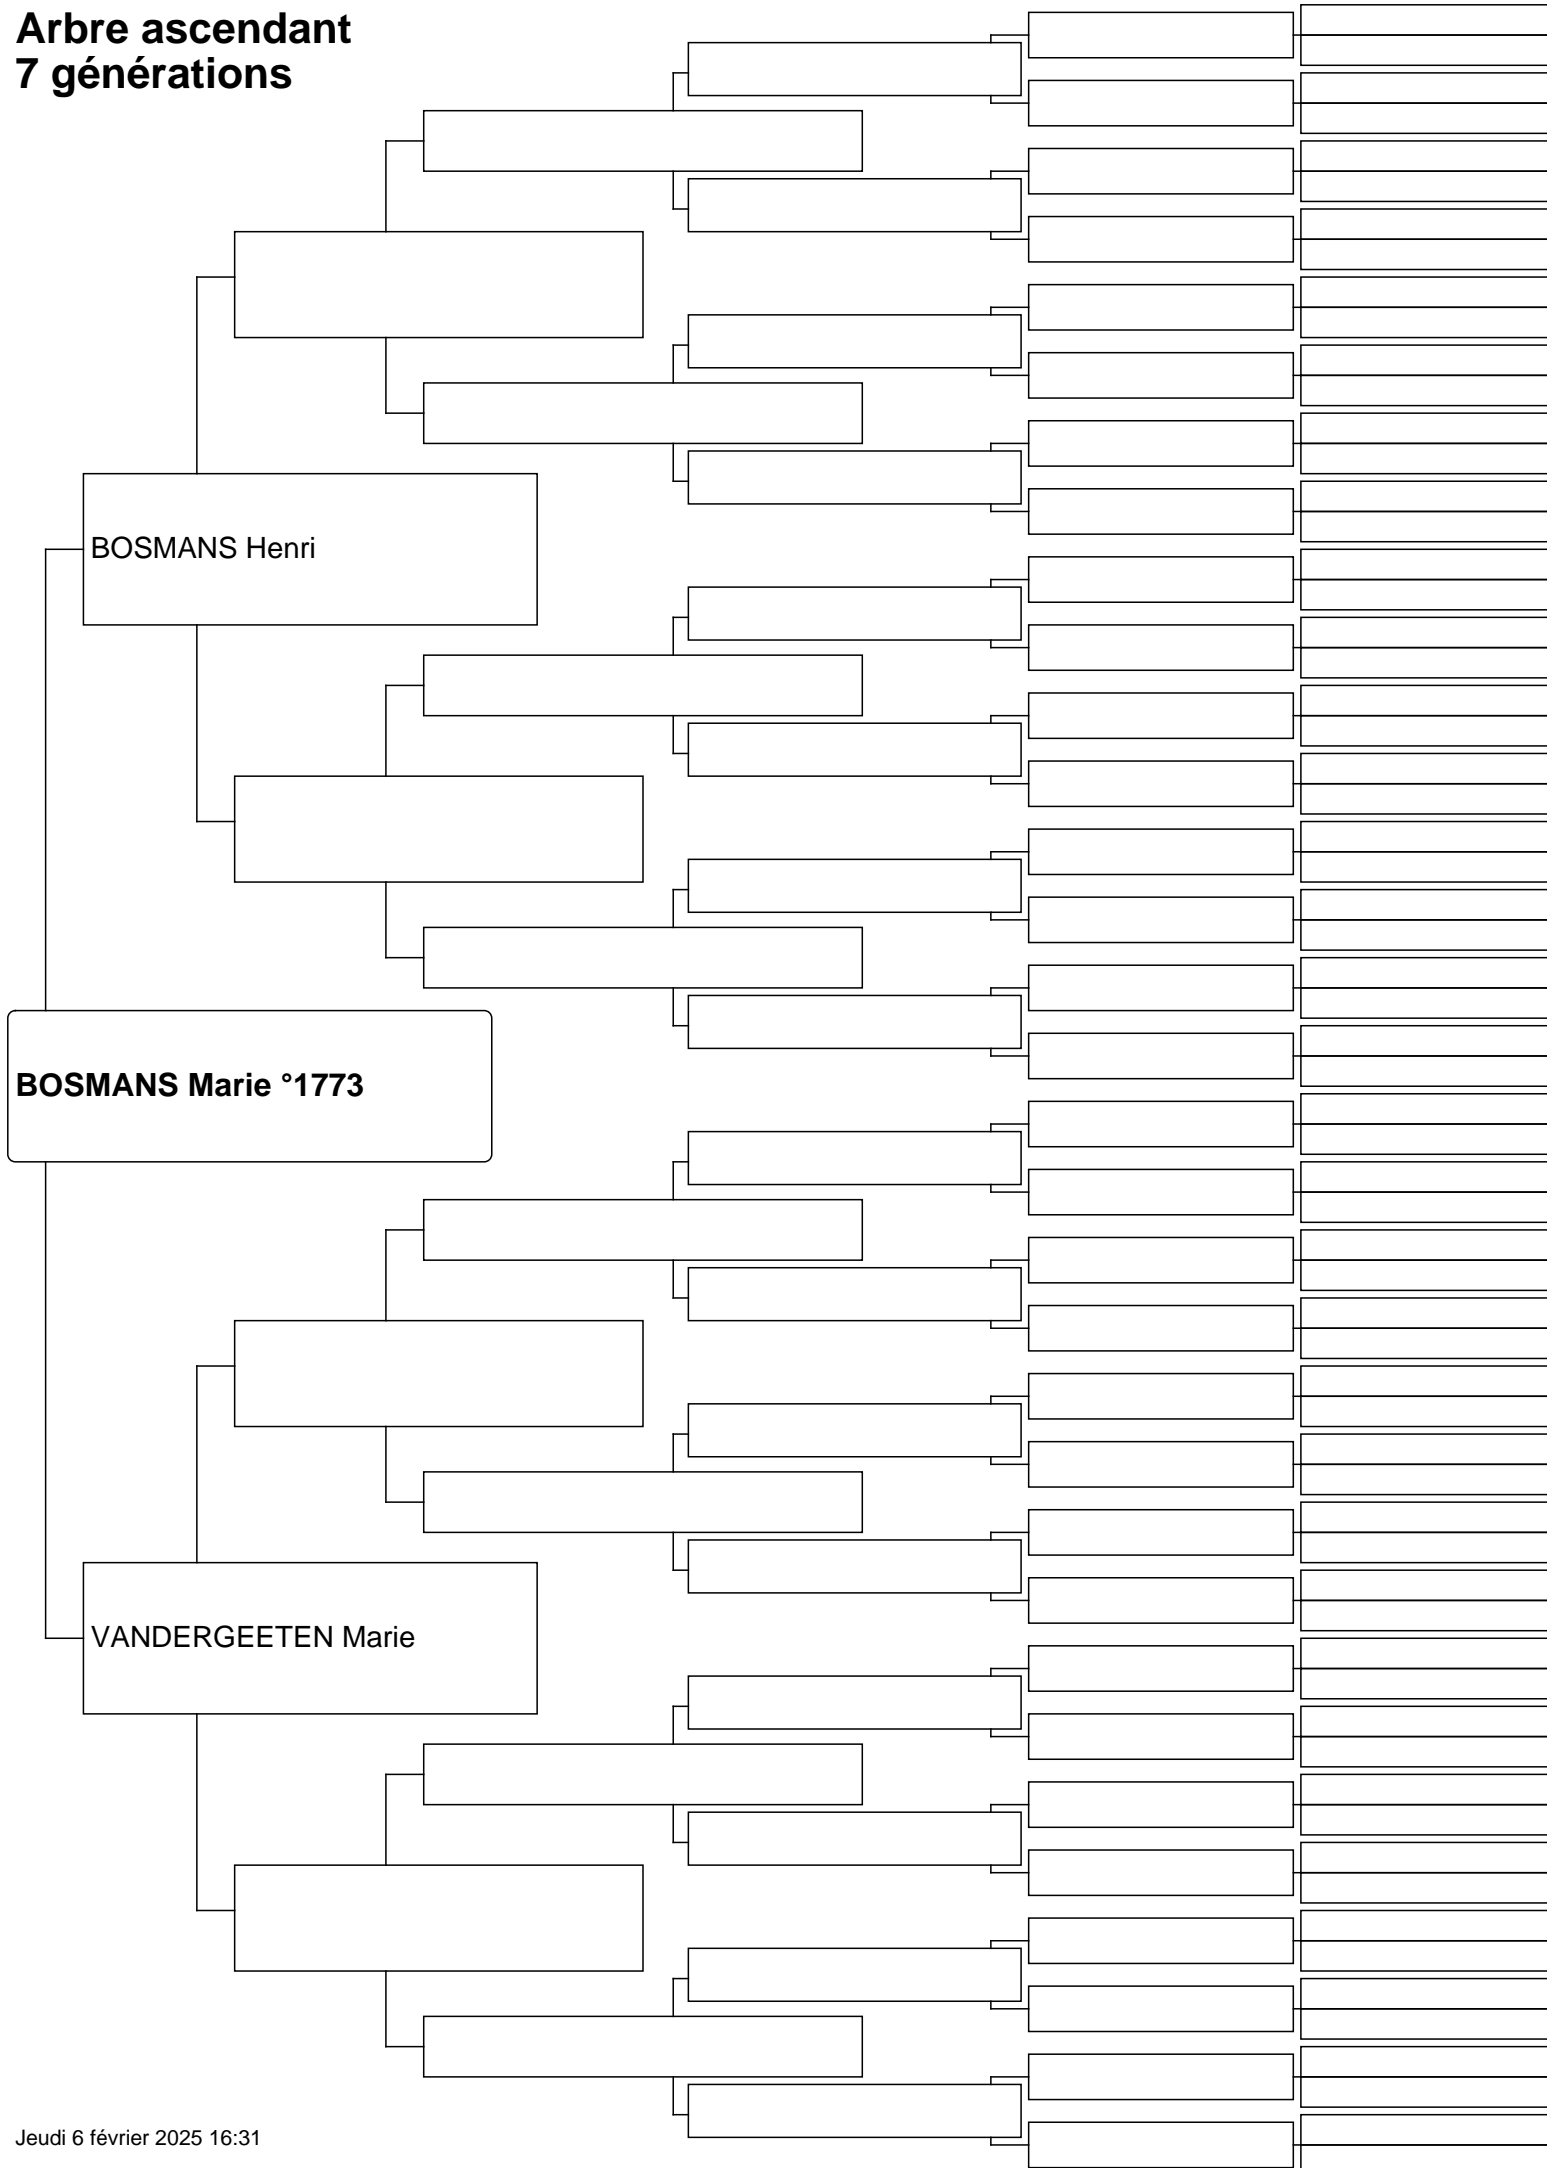 Arbre ascendant
7 générations
BOSMANS Henri
BOSMANS Marie °1773
VANDERGEETEN Marie
Jeudi 6 février 2025 16:31